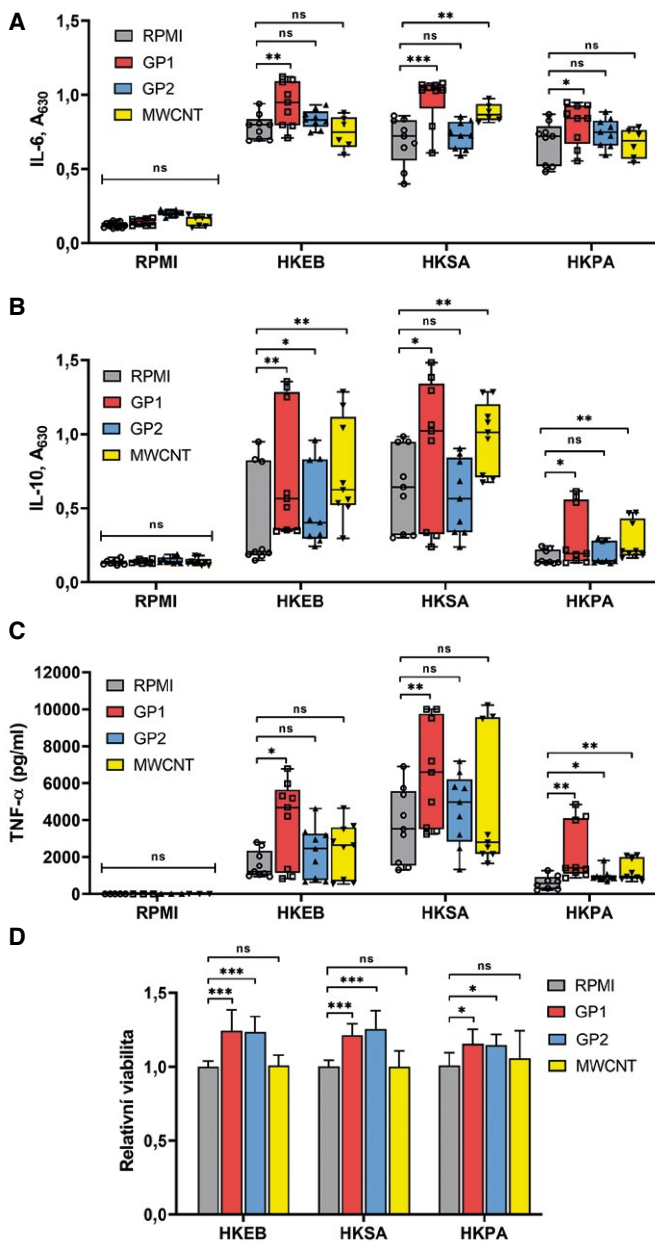 A
RPMI
GP1
GP2
MWCNT
IL-6, A630
1,5
1,0
0,5
0,0
ns
ns
ns
**
ns
**
ns
***
ns
ns
*
RPMI HKEB HKSA HKPA
B
RPMI
GP1
GP2
MWCNT
IL-10, A630
1,5
1,0
0,5
0,0
ns
**
*
**
**
ns
*
**
ns
*
RPMI HKEB HKSA HKPA
C
RPMI
GP1
GP2
MWCNT
TNF-α (pg/ml)
12000
10000
8000
6000
4000
2000
0
ns
ns
ns
*
ns
ns
**
**
*
**
RPMI HKEB HKSA HKPA
D
Relativní viabilita
1,5
1,0
0,5
0,0
ns
***
***
ns
***
***
ns
*
*
RPMI
GP1
GP2
MWCNT
HKEB HKSA HKPA